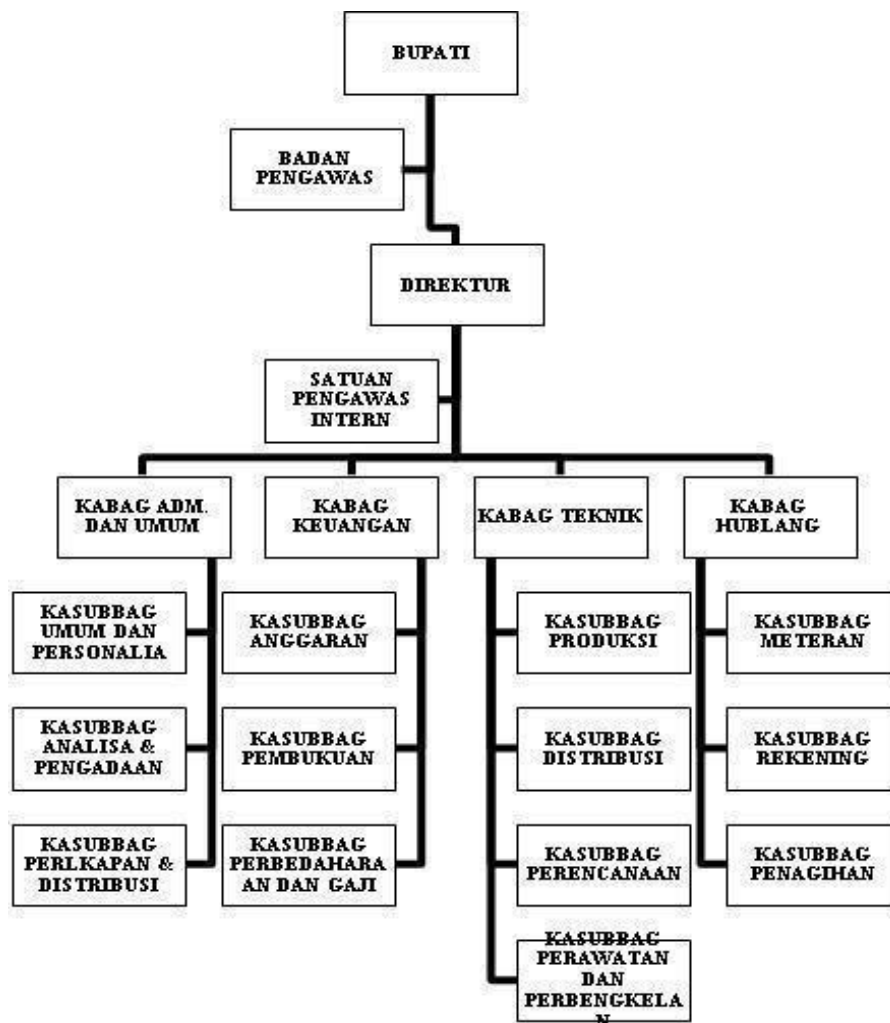 BUPATI
BADAN
PENGAWAS
DIREKTUR
SATUAN
PENGAWAS
INTERN
KABAG ADM.
DAN UMUM
KABAG
KEUANGAN
KABAG TEKNIK
KABAG
HUBLANG
KASUBBAG
UMUM DAN
PERSONALIA
KASUBBAG
ANGGARAN
KASUBBAG
PRODUKSI
KASUBBAG
METERAN
KASUBBAG
ANALISA &
PENGADAAN
KASUBBAG
PEMBUKUAN
KASUBBAG
DISTRIBUSI
KASUBBAG
REKENING
KASUBBAG
PERLKAPAN &
DISTRIBUSI
KASUBBAG
PERBEDAHARA
AN DAN GAJI
KASUBBAG
PERENCANAAN
KASUBBAG
PENAGIHAN
KASUBBAG
PERAWATAN
DAN
PERBENGKELA
N